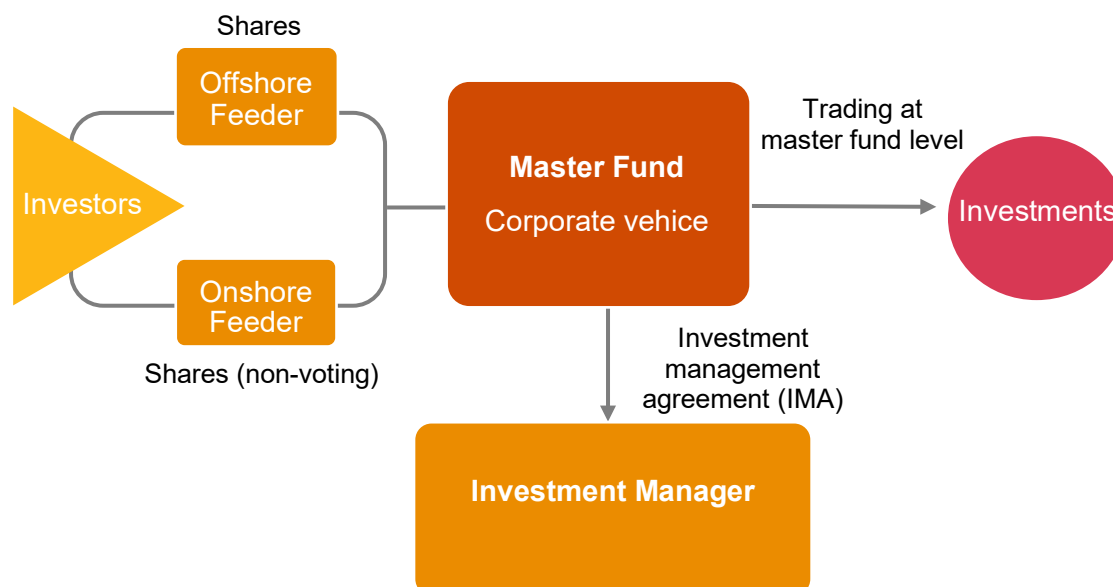 Shares
Offshore
Feeder
Investors
Onshore
Feeder
Shares (non-voting)
Master Fund
Corporate vehice
Trading at
master fund level
Investments
Investment
management
agreement (IMA)
Investment Manager